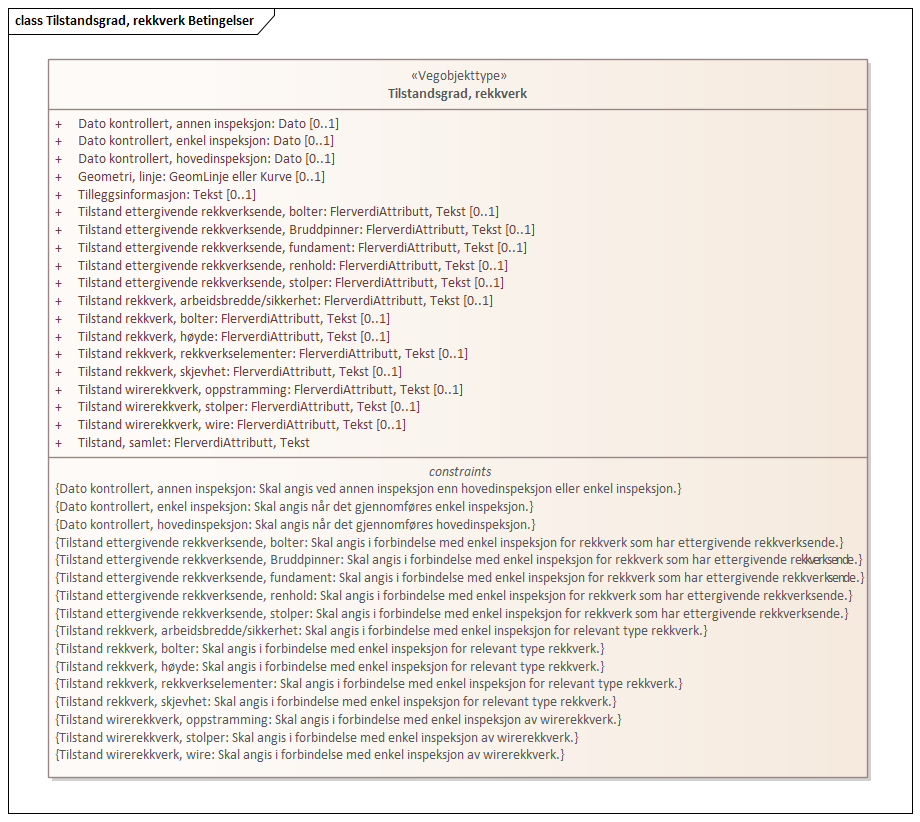 class Tilstandsgrad, rekkverk Betingelser
«Vegobjekttype»
Tilstandsgrad, rekkverk
+ Dato kontrollert, annen inspeksjon: Dato [0..1]
+ Dato kontrollert, enkel inspeksjon: Dato [0..1]
+ Dato kontrollert, hovedinspeksjon: Dato [0..1]
+ Geometri, linje: GeomLinje eller Kurve [0..1]
+ Tilleggsinformasjon: Tekst [0..1]
+ Tilstand ettergivende rekkverksende, bolter: FlerverdiAttributt, Tekst [0..1]
+ Tilstand ettergivende rekkverksende, Bruddpinner: FlerverdiAttributt, Tekst [0..1]
+ Tilstand ettergivende rekkverksende, fundament: FlerverdiAttributt, Tekst [0..1]
+ Tilstand ettergivende rekkverksende, renhold: FlerverdiAttributt, Tekst [0..1]
+ Tilstand ettergivende rekkverksende, stolper: FlerverdiAttributt, Tekst [0..1]
+ Tilstand rekkverk, arbeidsbredde/sikkerhet: FlerverdiAttributt, Tekst [0..1]
+ Tilstand rekkverk, bolter: FlerverdiAttributt, Tekst [0..1]
+ Tilstand rekkverk, høyde: FlerverdiAttributt, Tekst [0..1]
+ Tilstand rekkverk, rekkverkselementer: FlerverdiAttributt, Tekst [0..1]
+ Tilstand rekkverk, skjevhet: FlerverdiAttributt, Tekst [0..1]
+ Tilstand wirerekkverk, oppstramming: FlerverdiAttributt, Tekst [0..1]
+ Tilstand wirerekkverk, stolper: FlerverdiAttributt, Tekst [0..1]
+ Tilstand wirerekkverk, wire: FlerverdiAttributt, Tekst [0..1]
+ Tilstand, samlet: FlerverdiAttributt, Tekst
constraints
{Dato kontrollert, annen inspeksjon: Skal angis ved annen inspeksjon enn hovedinspeksjon eller enkel inspeksjon.}
{Dato kontrollert, enkel inspeksjon: Skal angis når det gjennomføres enkel inspeksjon.}
{Dato kontrollert, hovedinspeksjon: Skal angis når det gjennomføres hovedinspeksjon.}
{Tilstand ettergivende rekkverksende, bolter: Skal angis i forbindelse med enkel inspeksjon for rekkverk som har ettergivende rekkverksende.}
{Tilstand ettergivende rekkverksende, Bruddpinner: Skal angis i forbindelse med enkel inspeksjon for rekkverk som har ettergivende rekkverksende.}
{Tilstand ettergivende rekkverksende, fundament: Skal angis i forbindelse med enkel inspeksjon for rekkverk som har ettergivende rekkverksende.}
{Tilstand ettergivende rekkverksende, renhold: Skal angis i forbindelse med enkel inspeksjon for rekkverk som har ettergivende rekkverksende.}
{Tilstand ettergivende rekkverksende, stolper: Skal angis i forbindelse med enkel inspeksjon for rekkverk som har ettergivende rekkverksende.}
{Tilstand rekkverk, arbeidsbredde/sikkerhet: Skal angis i forbindelse med enkel inspeksjon for relevant type rekkverk.}
{Tilstand rekkverk, bolter: Skal angis i forbindelse med enkel inspeksjon for relevant type rekkverk.}
{Tilstand rekkverk, høyde: Skal angis i forbindelse med enkel inspeksjon for relevant type rekkverk.}
{Tilstand rekkverk, rekkverkselementer: Skal angis i forbindelse med enkel inspeksjon for relevant type rekkverk.}
{Tilstand rekkverk, skjevhet: Skal angis i forbindelse med enkel inspeksjon for relevant type rekkverk.}
{Tilstand wirerekkverk, oppstramming: Skal angis i forbindelse med enkel inspeksjon av wirerekkverk.}
{Tilstand wirerekkverk, stolper: Skal angis i forbindelse med enkel inspeksjon av wirerekkverk.}
{Tilstand wirerekkverk, wire: Skal angis i forbindelse med enkel inspeksjon av wirerekkverk.}